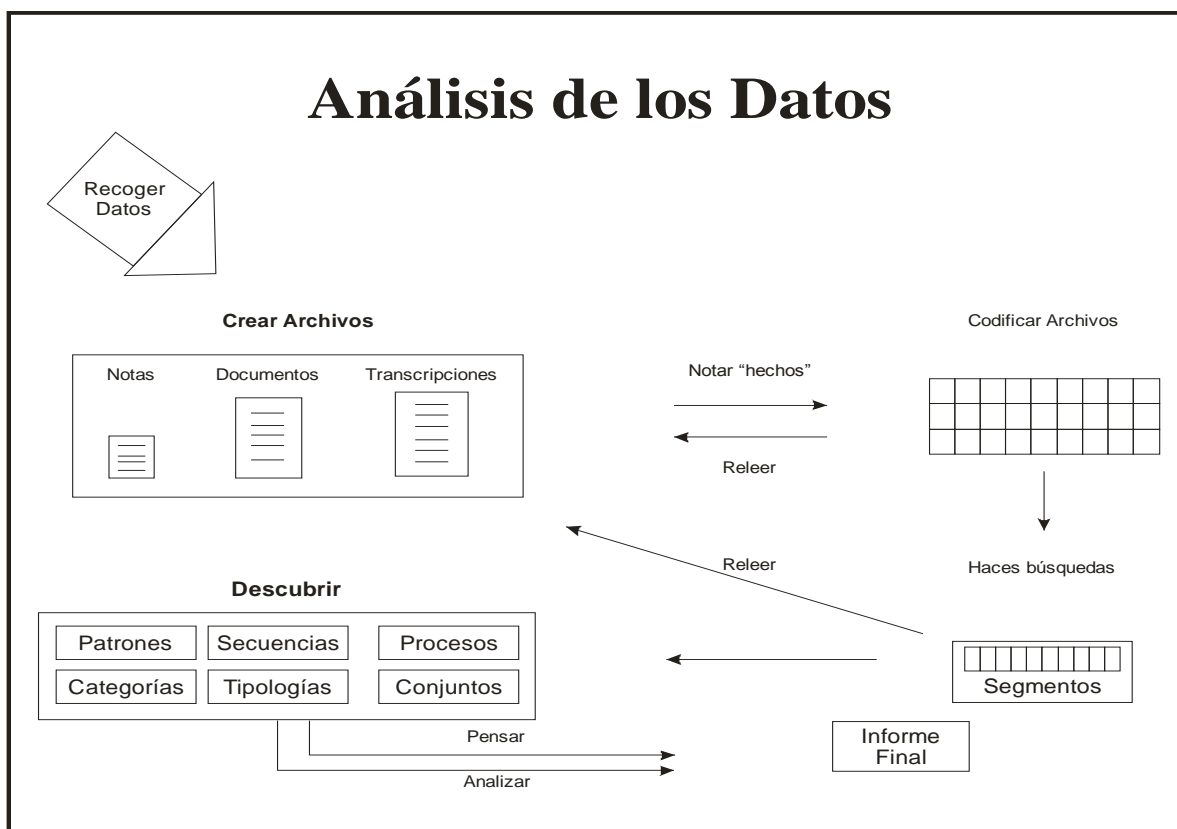 Análisis de los Datos
Recoger
Datos
Crear Archivos
Codificar Archivos
Notas
Documentos
Transcripciones
Notar “hechos”
Releer
Releer
Haces búsquedas
Descubrir
Patrones
Secuencias
Procesos
Categorías
Tipologías
Conjuntos
Segmentos
Pensar
Analizar
Informe
Final